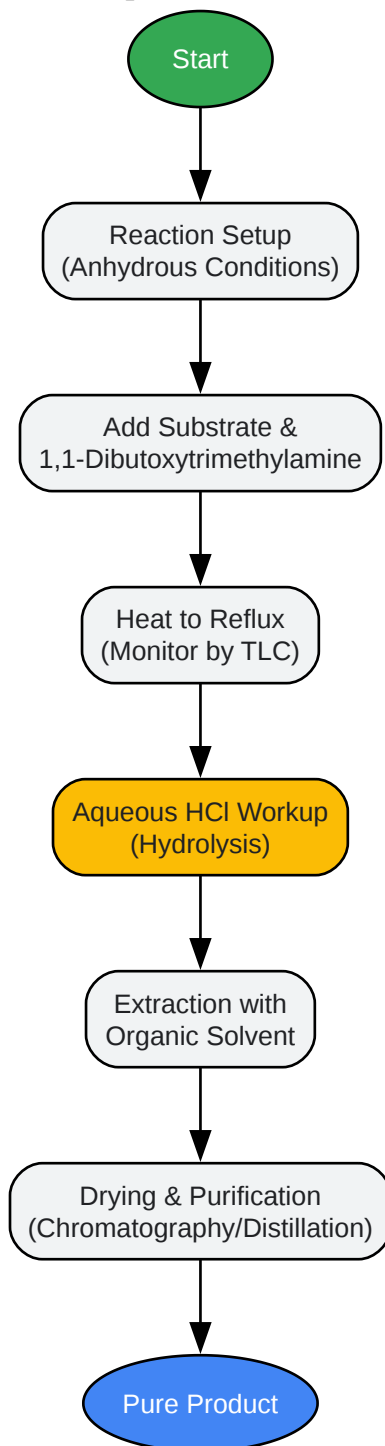 Start
Reaction Setup
(Anhydrous Conditions)
Add Substrate &
1,1-Dibutoxytrimethylamine
Heat to Reflux
(Monitor by TLC)
Aqueous HCl Workup
(Hydrolysis)
Extraction with
Organic Solvent
Drying & Purification
(Chromatography/Distillation)
Pure Product